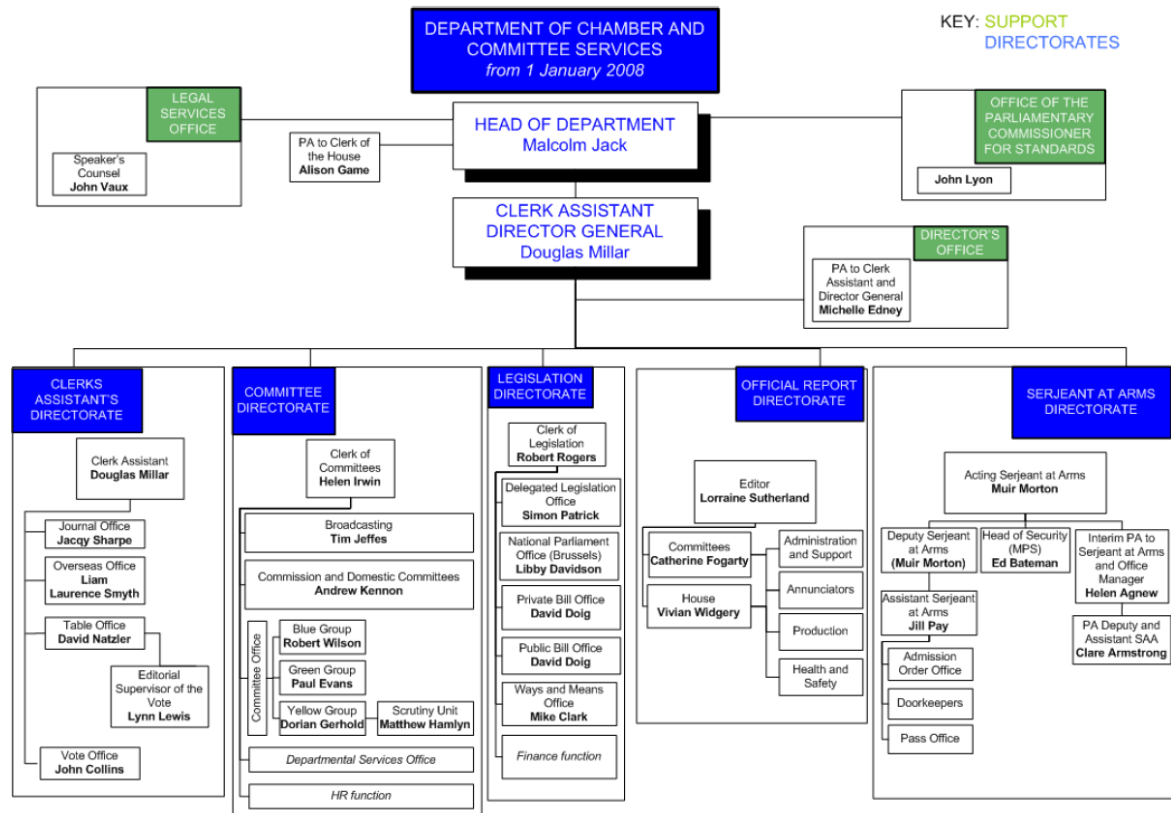 DEPARTMENT OF CHAMBER AND
COMMITTEE SERVICES
from 1 January 2008
KEY: SUPPORT
DIRECTORATES
LEGAL
SERVICES
OFFICE
Speaker's
Counsel
John Vaux
PA to Clerk of
the House
Alison Game
HEAD OF DEPARTMENT
Malcolm Jack
OFFICE OF THE
PARLIAMENTARY
COMMISSIONER
FOR STANDARDS
John Lyon
CLERK ASSISTANT
DIRECTOR GENERAL
Douglas Millar
DIRECTOR'S
OFFICE
PA to Clerk
Assistant and
Director General
Michelle Edney
CLERKS
ASSISTANT'S
DIRECTORATE
Clerk Assistant
Douglas Millar
Journal Office
Jacqy Sharpe
Overseas Office
Liam
Laurence Smyth
Table Office
David Natzler
Editorial
Supervisor of the
Vote
Lynn Lewis
Vote Office
John Collins
COMMITTEE
DIRECTORATE
Clerk of
Committees
Helen Irwin
Broadcasting
Tim Jeffes
Commission and Domestic Committees
Andrew Kennon
Committee Office
Blue Group
Robert Wilson
Green Group
Paul Evans
Yellow Group
Dorian Gerhold
Scrutiny Unit
Matthew Hamlyn
Departmental Services Office
HR function
LEGISLATION
DIRECTORATE
Clerk of
Legislation
Robert Rogers
Delegated Legislation
Office
Simon Patrick
National Parliament
Office (Brussels)
Libby Davidson
Private Bill Office
David Doig
Public Bill Office
David Doig
Ways and Means
Office
Mike Clark
Finance function
OFFICIAL REPORT
DIRECTORATE
Editor
Lorraine Sutherland
Committees
Catherine Fogarty
House
Vivian Widgery
Administration
and Support
Annunciators
Production
Health and
Safety
SERJEANT AT ARMS
DIRECTORATE
Acting Serjeant at Arms
Muir Morton
Deputy Serjeant
at Arms
(Muir Morton)
Head of Security
(MPS)
Ed Bateman
Interim PA to
Serjeant at Arms
and Office
Manager
Helen Agnew
Assistant Serjeant
at Arms
Jill Pay
PA Deputy and
Assistant SAA
Clare Armstrong
Admission
Order Office
Doorkeepers
Pass Office